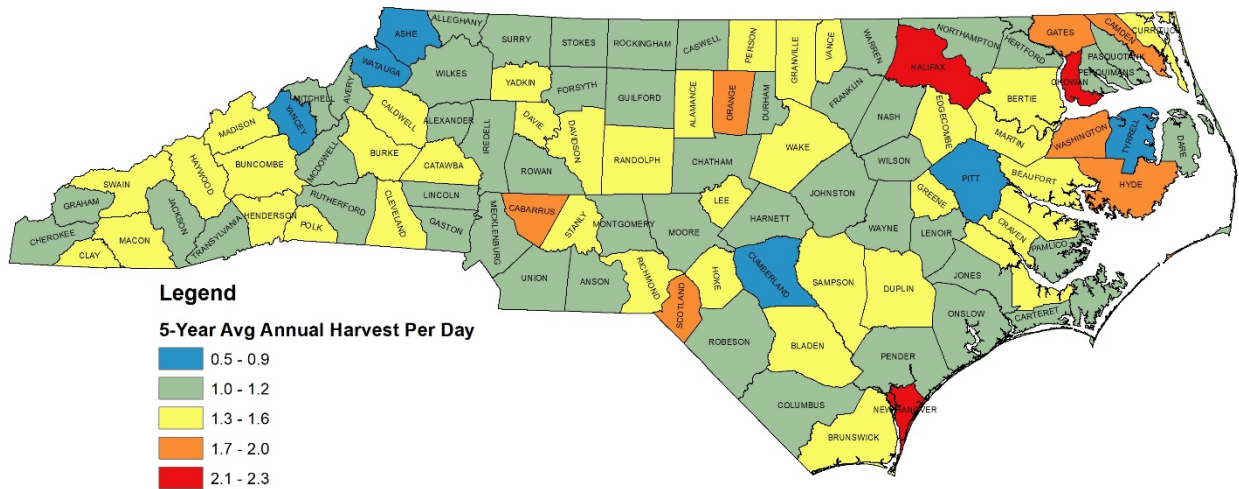 ALLEGHANY
ASHE
SURRY
STOKES
ROCKINGHAM
CASWELL
PERSON
GRANVILLE
VANCE
WARREN
NORTHAMPTON
HERTFORD
GATES
CAMDEN
CURRITUCK
PASQUOTANK
PERQUIMANS
CHOWAN
HALIFAX
WATAUGA
WILKES
YADKIN
FORSYTH
GUILFORD
ALAMANCE
ORANGE
DURHAM
FRANKLIN
NASH
EDGECOMBE
BERTIE
MARTIN
WASHINGTON
TYRRELL
DARE
AVERY
MITCHELL
YANCEY
MADISON
CALDWELL
ALEXANDER
IREDELL
DAVIE
DAVIDSON
RANDOLPH
CHATHAM
WAKE
WILSON
PITT
BEAUFORT
HYDE
HAYWOOD
BUNCOMBE
MCDOWELL
BURKE
CATAWBA
ROWAN
SWAIN
GRAHAM
CHEROKEE
CLAY
MACON
JACKSON
TRANSYLVANIA
HENDERSON
POLK
RUTHERFORD
CLEVELAND
LINCOLN
GASTON
MECKLENBURG
CABARRUS
STANLY
MONTGOMERY
MOORE
LEE
HARNETT
JOHNSTON
WAYNE
GREENE
LENOIR
CRAVEN
PAMLICO
UNION
ANSON
RICHMOND
SCOTLAND
HOKE
CUMBERLAND
SAMPSON
DUPLIN
JONES
ONSLOW
CARTERET
ROBESON
BLADEN
PENDER
COLUMBUS
BRUNSWICK
NEW HANOVER
Legend
5-Year Avg Annual Harvest Per Day
0.5 - 0.9
1.0 - 1.2
1.3 - 1.6
1.7 - 2.0
2.1 - 2.3